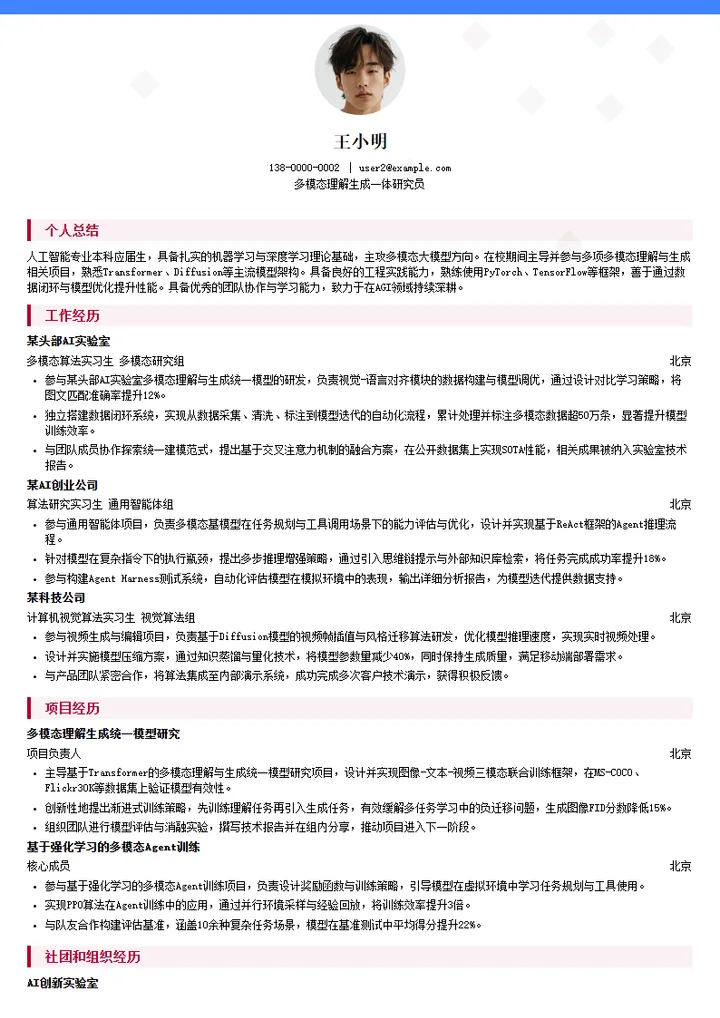 王小明
138-0000-0002 | user2@example.com
多模态理解生成一体研究员
个人总结
人工智能专业本科应届生，具备扎实的机器学习与深度学习理论基础，主攻多模态大模型方向。在校期间主导并参与多项多模态理解与生成
相关项目，熟悉Transformer、Diffusion等主流模型架构。具备良好的工程实践能力，熟练使用PyTorch、TensorFlow等框架，善于通过数
据闭环与模型优化提升性能。具备优秀的团队协作与学习能力，致力于在AGI领域持续深耕。
工作经历
某头部AI实验室
多模态算法实习生 多模态研究组 北京
• 参与某头部AI实验室多模态理解与生成统一模型的研发，负责视觉-语言对齐模块的数据构建与模型调优，通过设计对比学习策略，将
图文匹配准确率提升12%。
• 独立搭建数据闭环系统，实现从数据采集、清洗、标注到模型迭代的自动化流程，累计处理并标注多模态数据超50万条，显著提升模型
训练效率。
• 与团队成员协作探索统一建模范式，提出基于交叉注意力机制的融合方案，在公开数据集上实现SOTA性能，相关成果被纳入实验室技术
报告。
某AI创业公司
算法研究实习生 通用智能体组 北京
• 参与通用智能体项目，负责多模态基模型在任务规划与工具调用场景下的能力评估与优化，设计并实现基于ReAct框架的Agent推理流
程。
• 针对模型在复杂指令下的执行瓶颈，提出多步推理增强策略，通过引入思维链提示与外部知识库检索，将任务完成成功率提升18%。
• 参与构建Agent Harness测试系统，自动化评估模型在模拟环境中的表现，输出详细分析报告，为模型迭代提供数据支持。
某科技公司
计算机视觉算法实习生 视觉算法组 北京
• 参与视频生成与编辑项目，负责基于Diffusion模型的视频帧插值与风格迁移算法研发，优化模型推理速度，实现实时视频处理。
• 设计并实施模型压缩方案，通过知识蒸馏与量化技术，将模型参数量减少40%，同时保持生成质量，满足移动端部署需求。
• 与产品团队紧密合作，将算法集成至内部演示系统，成功完成多次客户技术演示，获得积极反馈。
项目经历
多模态理解生成统一模型研究
项目负责人 北京
• 主导基于Transformer的多模态理解与生成统一模型研究项目，设计并实现图像-文本-视频三模态联合训练框架，在MS-COCO、
Flickr30K等数据集上验证模型有效性。
• 创新性地提出渐进式训练策略，先训练理解任务再引入生成任务，有效缓解多任务学习中的负迁移问题，生成图像FID分数降低15%。
• 组织团队进行模型评估与消融实验，撰写技术报告并在组内分享，推动项目进入下一阶段。
基于强化学习的多模态Agent训练
核心成员 北京
• 参与基于强化学习的多模态Agent训练项目，负责设计奖励函数与训练策略，引导模型在虚拟环境中学习任务规划与工具使用。
• 实现PPO算法在Agent训练中的应用，通过并行环境采样与经验回放，将训练效率提升3倍。
• 与队友合作构建评估基准，涵盖10余种复杂任务场景，模型在基准测试中平均得分提升22%。
社团和组织经历
AI创新实验室